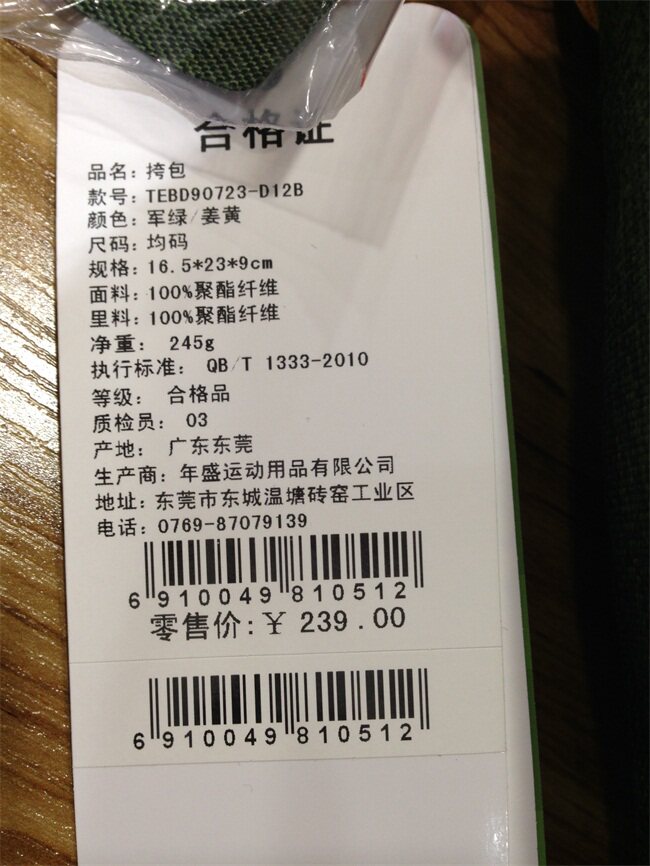 合格证
品名：挎包
款号：TEBD90723-D12B
颜色：军绿/姜黄
尺码：均码
规格：16.5*23*9cm
面料：100%聚酯纤维
里料：100%聚酯纤维
净重： 245g
执行标准： QB/T 1333-2010
等级： 合格品
质检员： 03
产地： 广东东莞
生产商：年盛运动用品有限公司
地址：东莞市东城温塘砖窑工业区
电话：0769-87079139
6 910049 810512
零售价：￥ 239.00
6 910049 810512